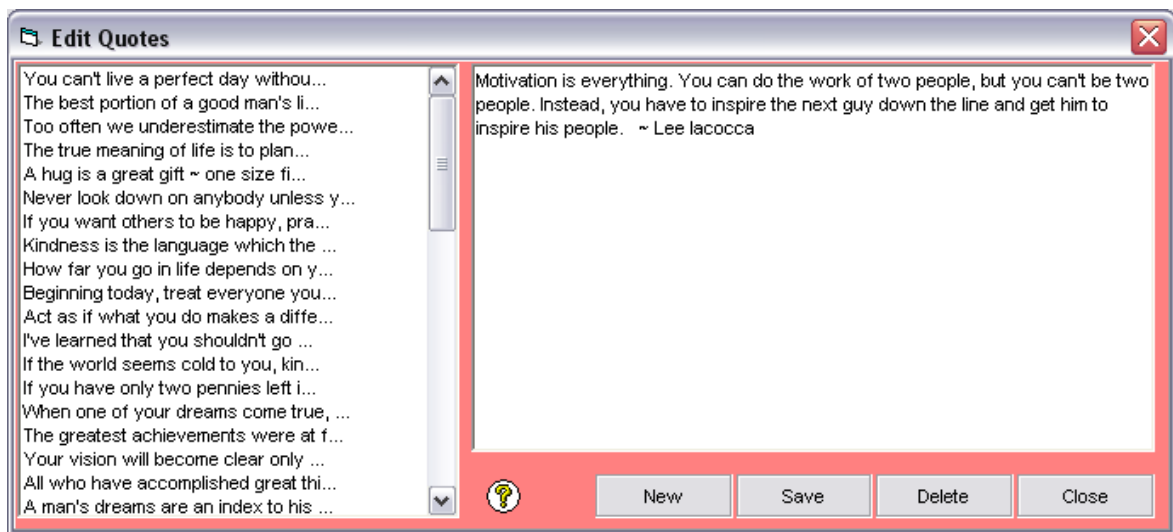 Edit Quotes
You can't live a perfect day withou...
The best portion of a good man's li...
Too often we underestimate the powe...
The true meaning of life is to plan...
A hug is a great gift ~ one size fi...
Never look down on anybody unless y...
If you want others to be happy, pra...
Kindness is the language which the ...
How far you go in life depends on y...
Beginning today, treat everyone you...
Act as if what you do makes a diffe...
I've learned that you shouldn't go ...
If the world seems cold to you, kin...
If you have only two pennies left i...
When one of your dreams come true, ...
The greatest achievements were at f...
Your vision will become clear only ...
All who have accomplished great thi...
A man's dreams are an index to his ...
Motivation is everything. You can do the work of two people, but you can't be two
people. Instead, you have to inspire the next guy down the line and get him to
inspire his people.   ~ Lee Iacocca
?
New
Save
Delete
Close